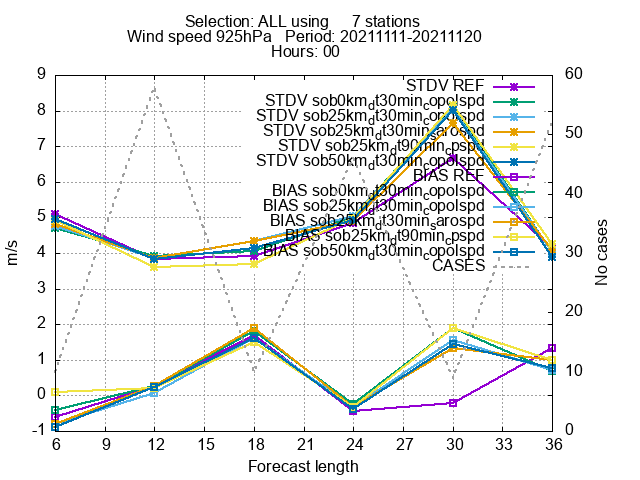 Selection: ALL using 7 stations
Wind speed 925hPa Period: 20211111-20211120
Hours: 00
STDV REF
STDV sob0km_dt30min_copolspd
STDV sob25km_dt30min_copolspd
STDV sob25km_dt30min_sarospd
STDV sob25km_dt90min_cpspd
STDV sob50km_dt30min_copolspd
BIAS REF
BIAS sob0km_dt30min_copolspd
BIAS sob25km_dt30min_copolspd
BIAS sob25km_dt30min_sarospd
BIAS sob25km_dt90min_cpspd
BIAS sob50km_dt30min_copolspd
CASES
m/s
9
8
7
6
5
4
3
2
1
0
-1
60
50
40
30
20
10
0
No cases
6 9 12 15 18 21 24 27 30 33 36
Forecast length